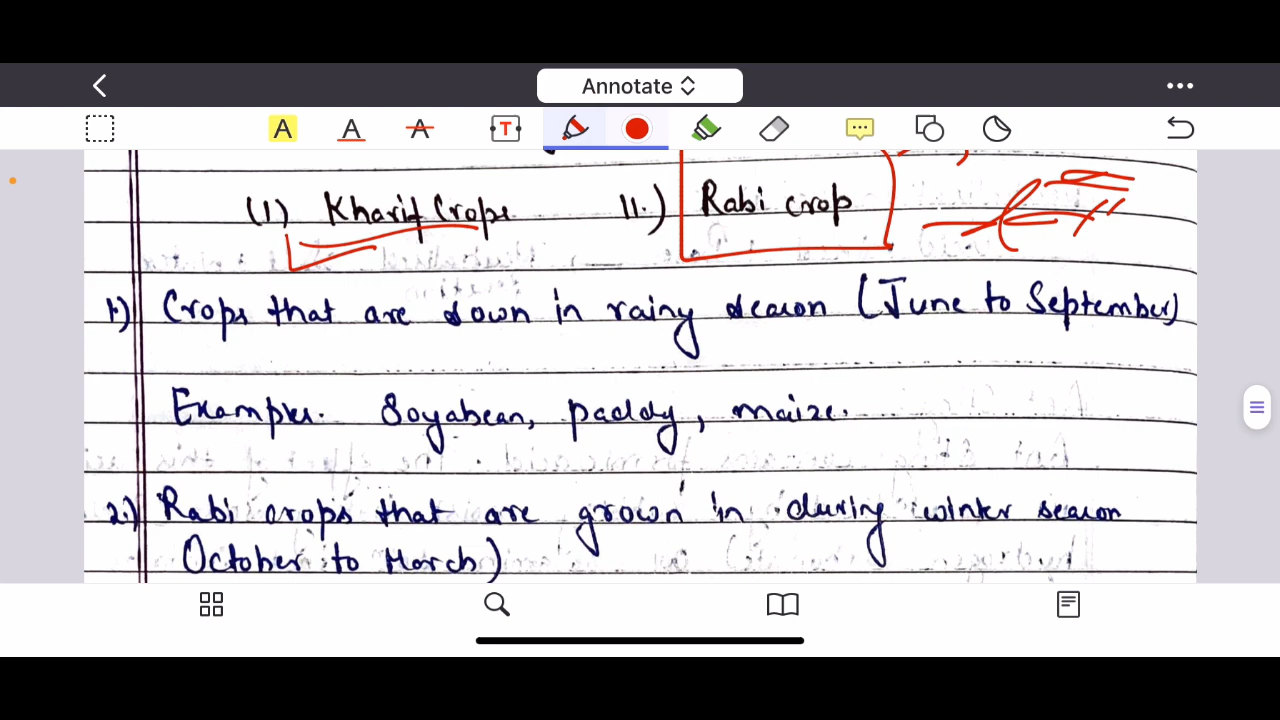 Annotate
A A A T
(1) Kharif Crops 11.) Rabi crop
1.) Crops that are sown in rainy season (June to September)
Examples. Soyabean, paddy, maize.
2.) Rabi crops that are grown in during winter season
October to March)